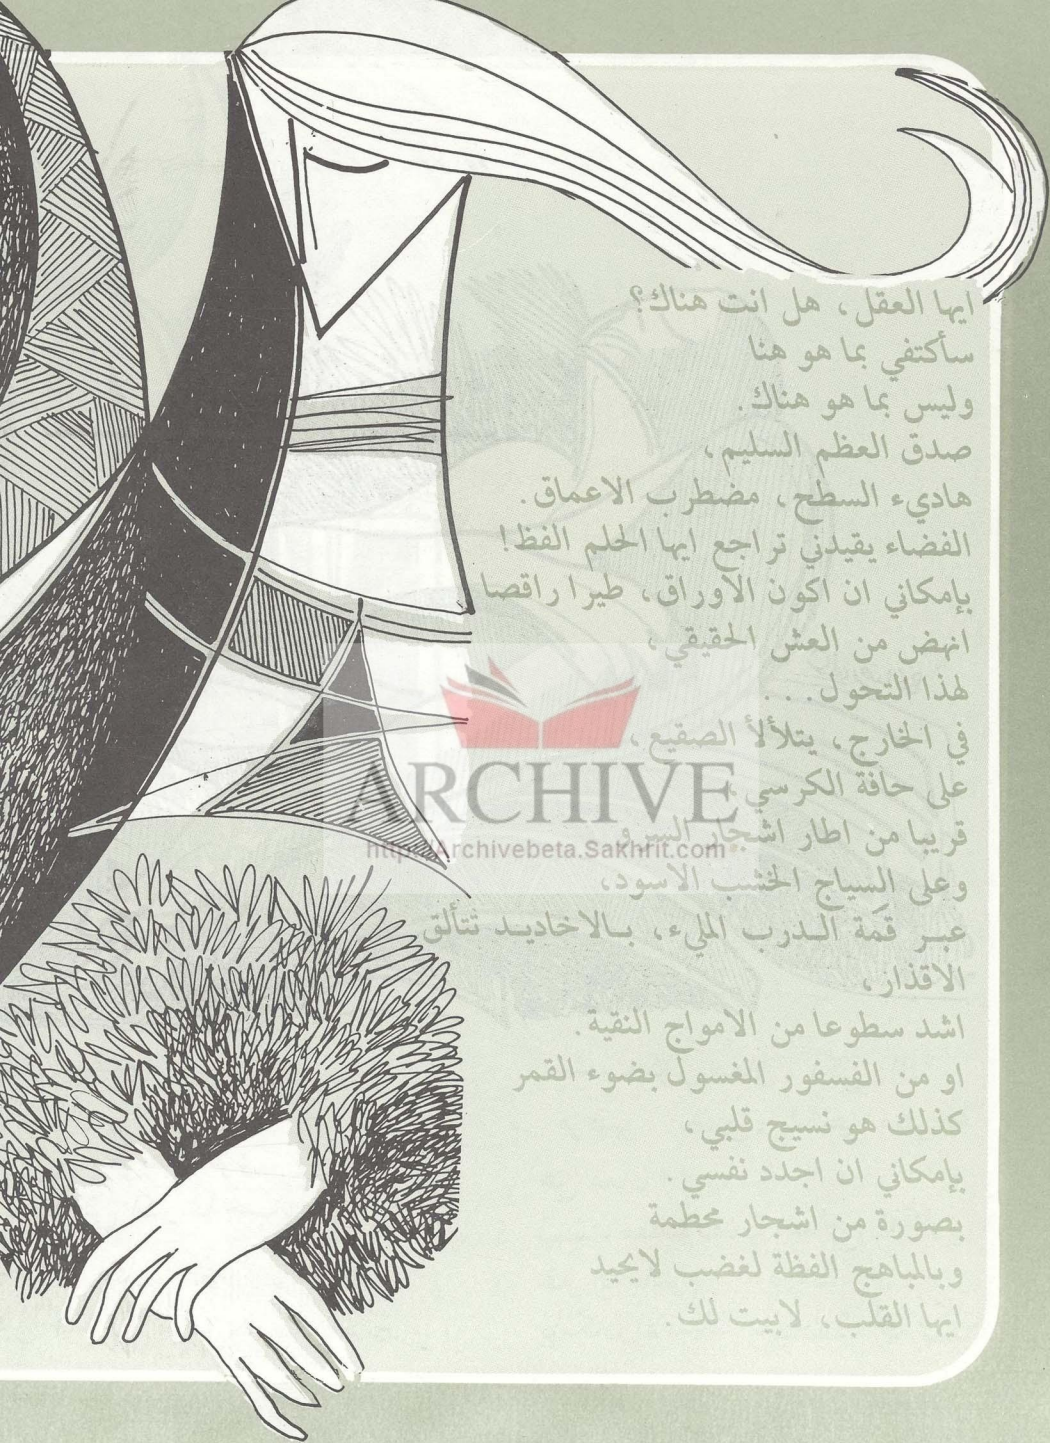 ايها العقل، هل انت هناك؟
سأكتفي بما هو هنا
وليس بما هو هناك.
صدق العظم السليم،
هاديء السطح، مضطرب الاعماق.
الفضاء يقيدني تراجع ايها الحلم الفظ!
بإمكاني ان اكون الاوراق، طيرا راقصا
انهض من العش الحقيقي،
لهذا التحول...
في الخارج، يتلألأ الصقيع،
على حافة الكرسي،
قريبا من اطار اشجار السرو
وعلى السياج الخشب الاسود،
عبر قمة الدرب المليء، بالاخاديد تتألق
الاقذار،
اشد سطوعا من الامواج النقية.
او من الفسفور المغسول بضوء القمر
كذلك هو نسيج قلبي،
بإمكاني ان اجدد نفسي.
بصورة من اشجار محطمة
وبالمباهج الفظة لغضب لايحيد
ايها القلب، لابيت لك.
ARCHIVE
http://Archivebeta.Sakhrit.com